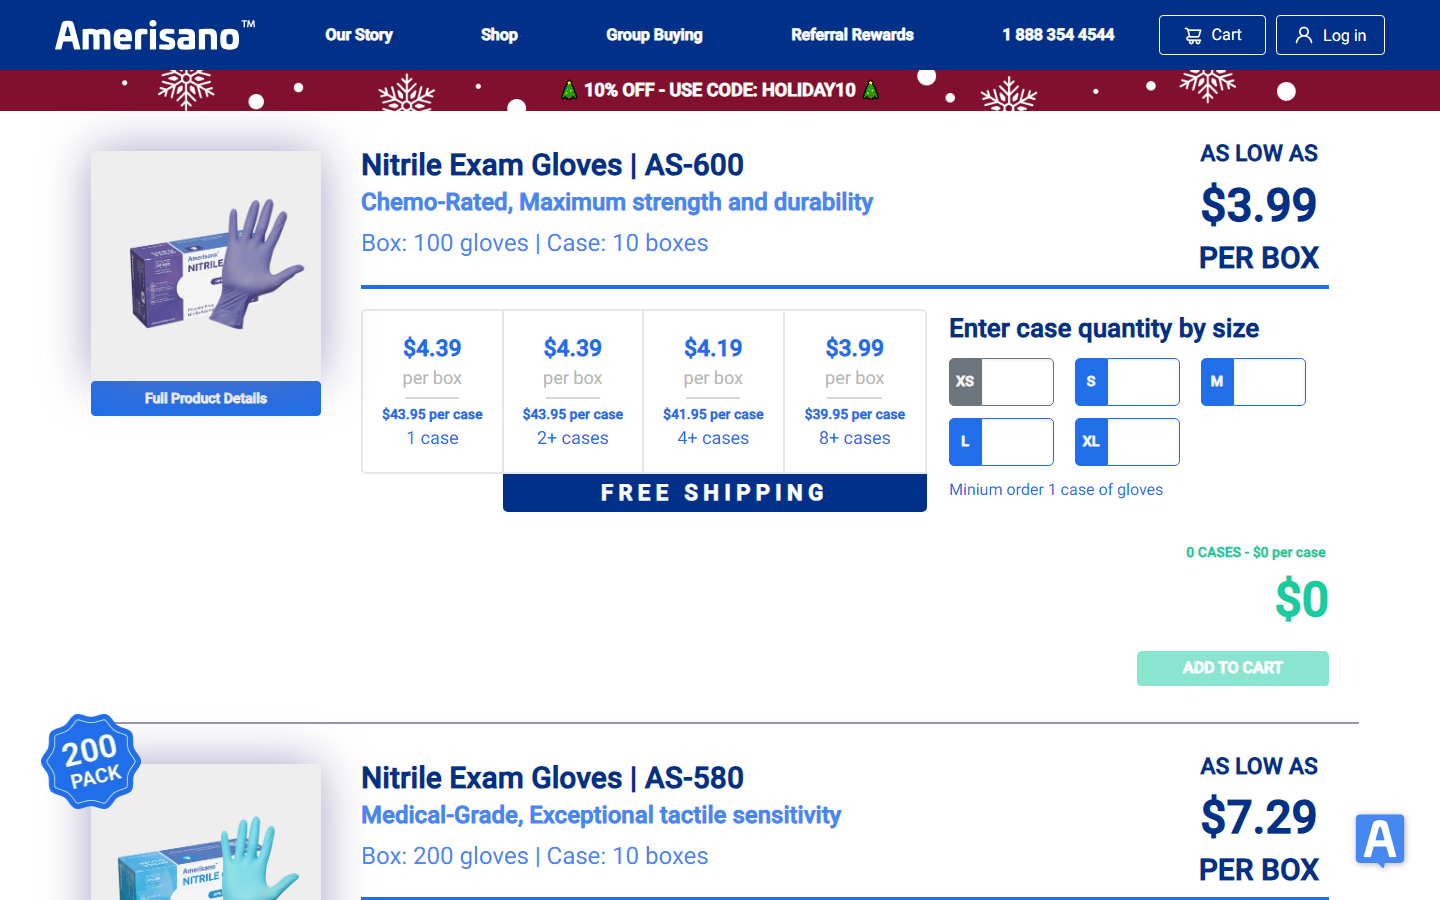 Amerisano™
Our Story
Shop
Group Buying
Referral Rewards
1 888 354 4544
Cart
Log in
🎄 10% OFF - USE CODE: HOLIDAY10 🎄
Amerisano
NITRILE
Full Product Details
Nitrile Exam Gloves | AS-600
Chemo-Rated, Maximum strength and durability
Box: 100 gloves | Case: 10 boxes
AS LOW AS
$3.99
PER BOX
$4.39
per box
$43.95 per case
1 case
$4.39
per box
$43.95 per case
2+ cases
$4.19
per box
$41.95 per case
4+ cases
$3.99
per box
$39.95 per case
8+ cases
FREE SHIPPING
Enter case quantity by size
XS
S
M
L
XL
Minium order 1 case of gloves
0 CASES - $0 per case
$0
ADD TO CART
200
PACK
Amerisano
NITRILE
Nitrile Exam Gloves | AS-580
Medical-Grade, Exceptional tactile sensitivity
Box: 200 gloves | Case: 10 boxes
AS LOW AS
$7.29
PER BOX
A